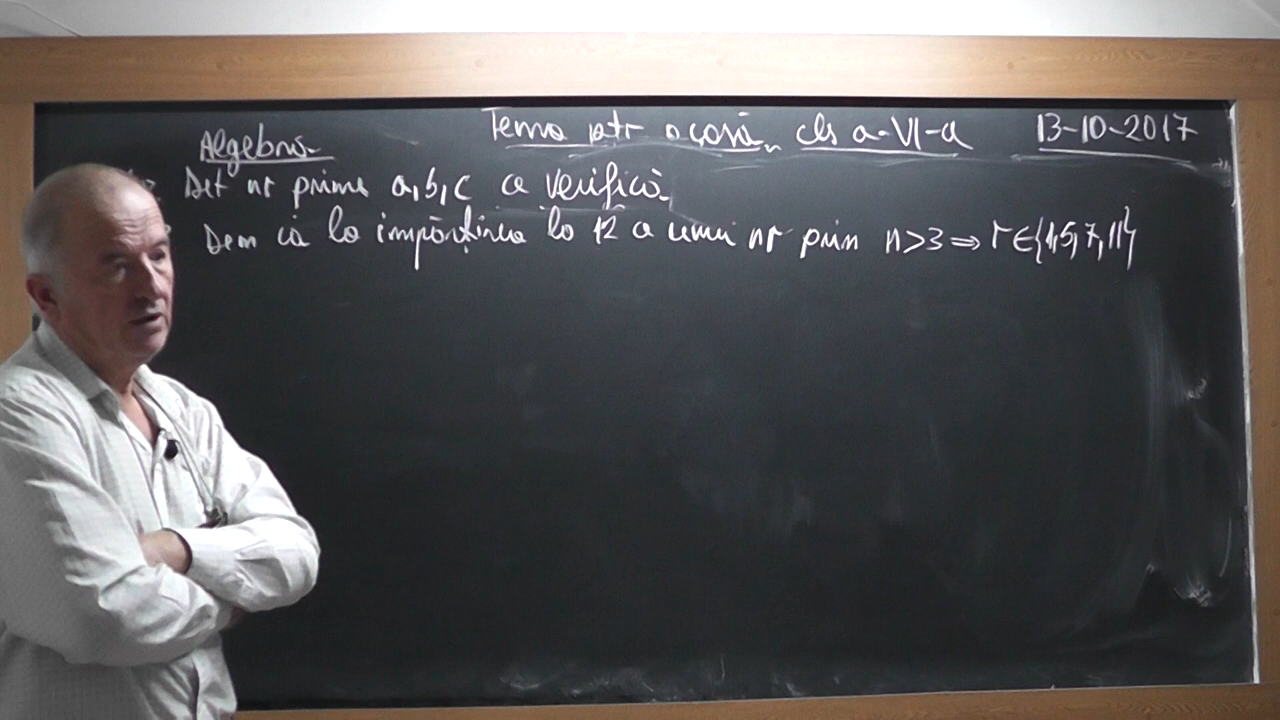 Tema ptr acasă, cls a-VI-a 13-10-2017
Algebra
Det nr prime a,b,c ce verifică
Dem că la împărțirea la 12 a unui nr prim n>3 ⇒ r∈{1,5,7,11}